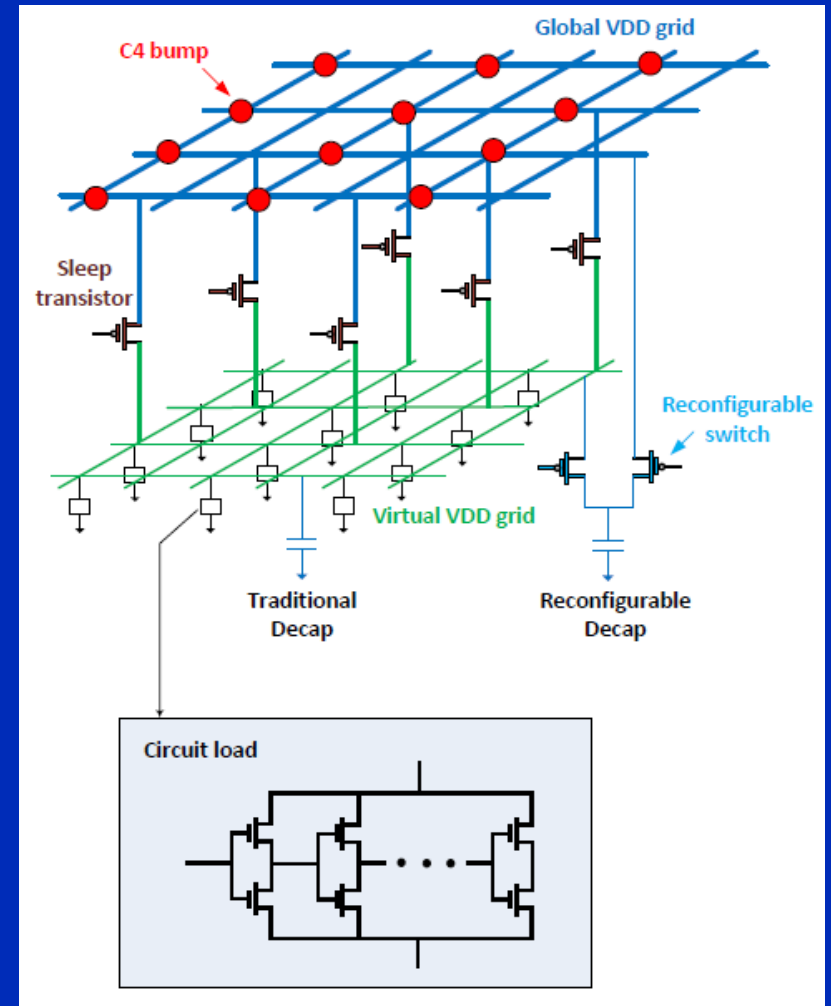 Global VDD grid
C4 bump
Sleep
transistor
Reconfigurable
switch
Virtual VDD grid
Traditional
Decap
Reconfigurable
Decap
Circuit load